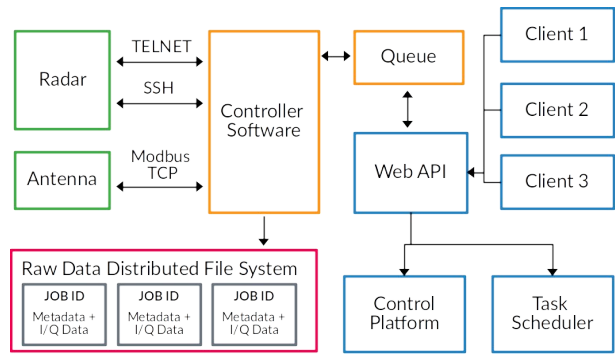 Radar
TELNET
SSH
Controller
Software
Queue
Client 1
Client 2
Client 3
Antenna
Modbus
TCP
Web API
Raw Data Distributed File System
JOB ID
Metadata +
I/Q Data
JOB ID
Metadata +
I/Q Data
JOB ID
Metadata +
I/Q Data
Control
Platform
Task
Scheduler